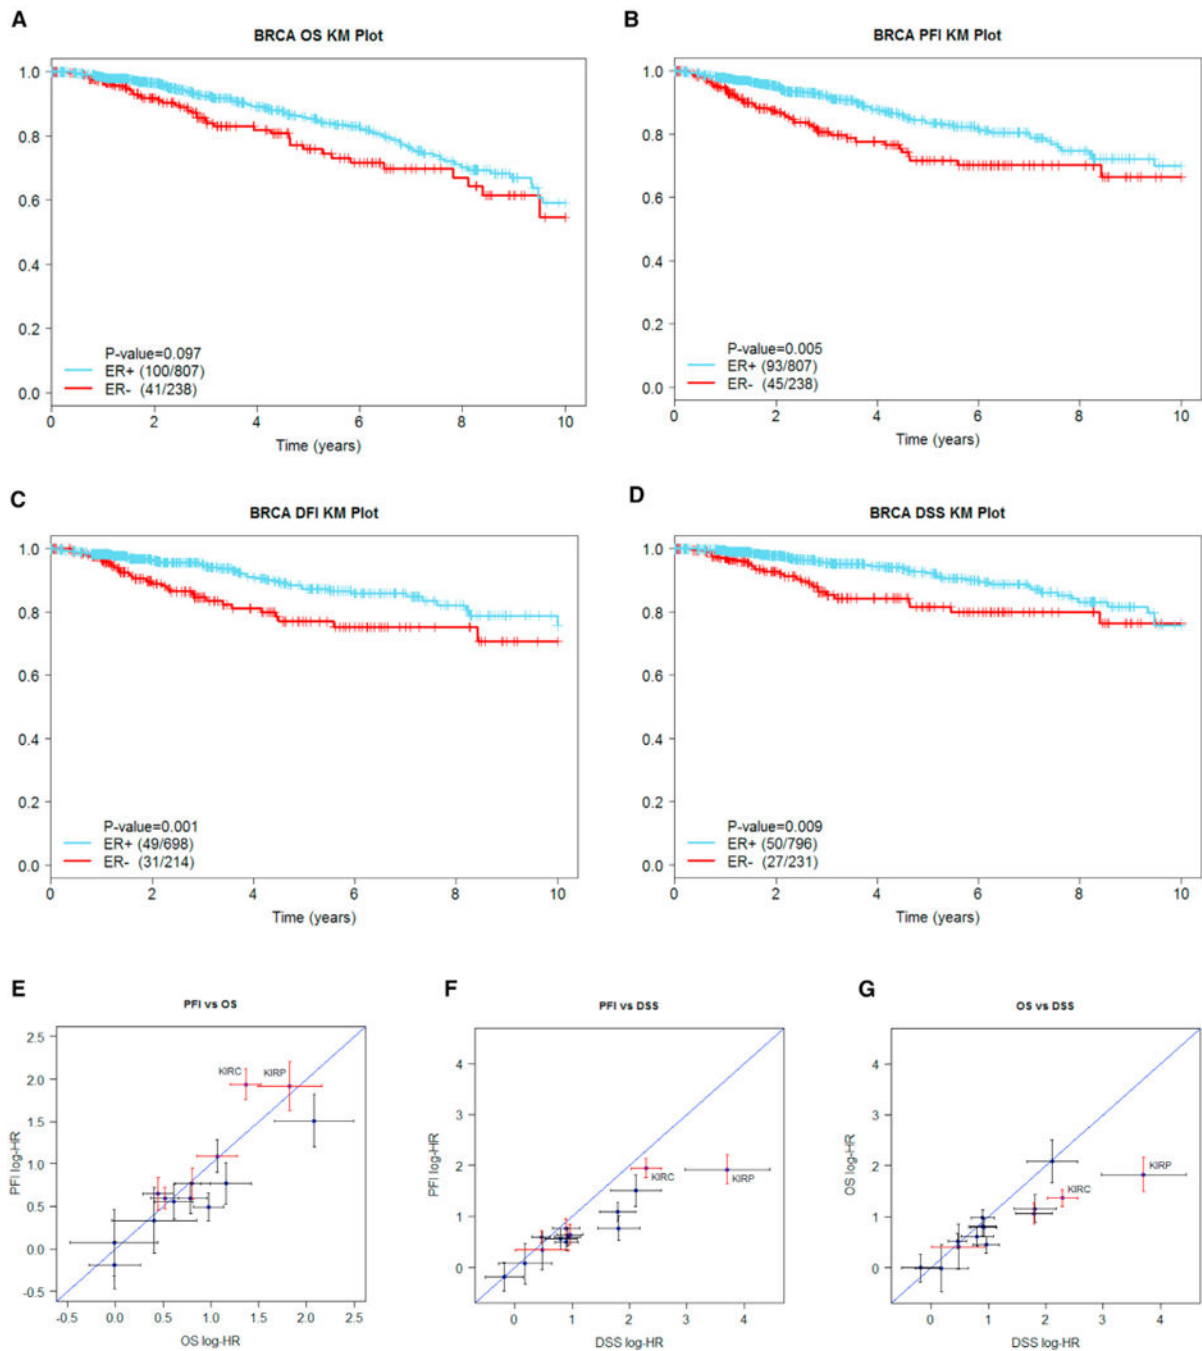 A
BRCA OS KM Plot
1.0
0.8
0.6
0.4
0.2
0.0
P-value=0.097
ER+ (100/807)
ER- (41/238)
0 2 4 6 8 10
Time (years)
B
BRCA PFI KM Plot
1.0
0.8
0.6
0.4
0.2
0.0
P-value=0.005
ER+ (93/807)
ER- (45/238)
0 2 4 6 8 10
Time (years)
C
BRCA DFI KM Plot
1.0
0.8
0.6
0.4
0.2
0.0
P-value=0.001
ER+ (49/698)
ER- (31/214)
0 2 4 6 8 10
Time (years)
D
BRCA DSS KM Plot
1.0
0.8
0.6
0.4
0.2
0.0
P-value=0.009
ER+ (50/796)
ER- (27/231)
0 2 4 6 8 10
Time (years)
E
PFI vs OS
PFI log-HR
2.5
2.0
1.5
1.0
0.5
0.0
-0.5
KIRC KIRP
-0.5 0.0 0.5 1.0 1.5 2.0 2.5
OS log-HR
F
PFI vs DSS
PFI log-HR
4
3
2
1
0
KIRC
KIRP
0 1 2 3 4
DSS log-HR
G
OS vs DSS
OS log-HR
4
3
2
1
0
KIRP
KIRC
0 1 2 3 4
DSS log-HR